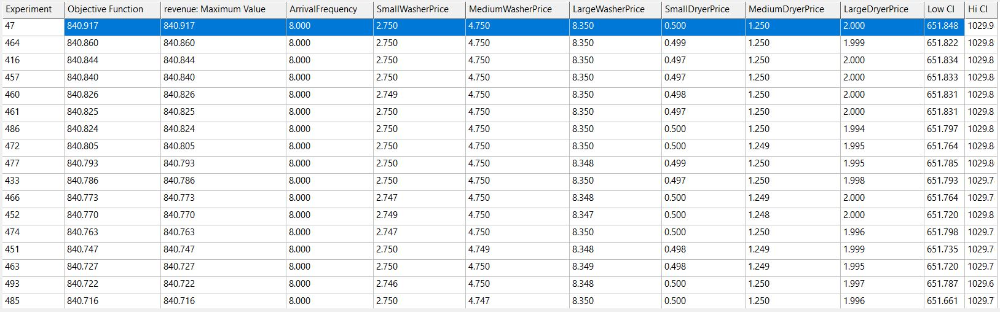 Experiment Objective Function revenue: Maximum Value ArrivalFrequency SmallWasherPrice MediumWasherPrice LargeWasherPrice SmallDryerPrice MediumDryerPrice LargeDryerPrice Low CI Hi CI
47 840.917 840.917 8.000 2.750 4.750 8.350 0.500 1.250 2.000 651.848 1029.9
464 840.860 840.860 8.000 2.750 4.750 8.350 0.499 1.250 1.999 651.822 1029.8
416 840.844 840.844 8.000 2.750 4.750 8.350 0.497 1.250 2.000 651.834 1029.8
457 840.840 840.840 8.000 2.750 4.750 8.350 0.497 1.250 2.000 651.833 1029.8
460 840.826 840.826 8.000 2.749 4.750 8.350 0.498 1.250 2.000 651.831 1029.8
461 840.825 840.825 8.000 2.750 4.750 8.350 0.497 1.250 2.000 651.831 1029.8
486 840.824 840.824 8.000 2.750 4.750 8.350 0.500 1.250 1.994 651.797 1029.8
472 840.805 840.805 8.000 2.750 4.750 8.350 0.500 1.249 1.995 651.764 1029.8
477 840.793 840.793 8.000 2.750 4.750 8.348 0.499 1.250 1.995 651.785 1029.8
433 840.786 840.786 8.000 2.750 4.750 8.350 0.497 1.250 1.998 651.793 1029.7
466 840.773 840.773 8.000 2.747 4.750 8.348 0.500 1.249 2.000 651.764 1029.7
452 840.770 840.770 8.000 2.749 4.750 8.347 0.500 1.248 2.000 651.720 1029.8
474 840.763 840.763 8.000 2.747 4.750 8.350 0.500 1.250 1.996 651.798 1029.7
451 840.747 840.747 8.000 2.750 4.749 8.348 0.498 1.249 1.999 651.735 1029.7
463 840.727 840.727 8.000 2.750 4.750 8.349 0.498 1.249 1.995 651.720 1029.7
493 840.722 840.722 8.000 2.746 4.750 8.348 0.500 1.250 1.997 651.787 1029.6
485 840.716 840.716 8.000 2.750 4.747 8.350 0.500 1.250 1.996 651.661 1029.7